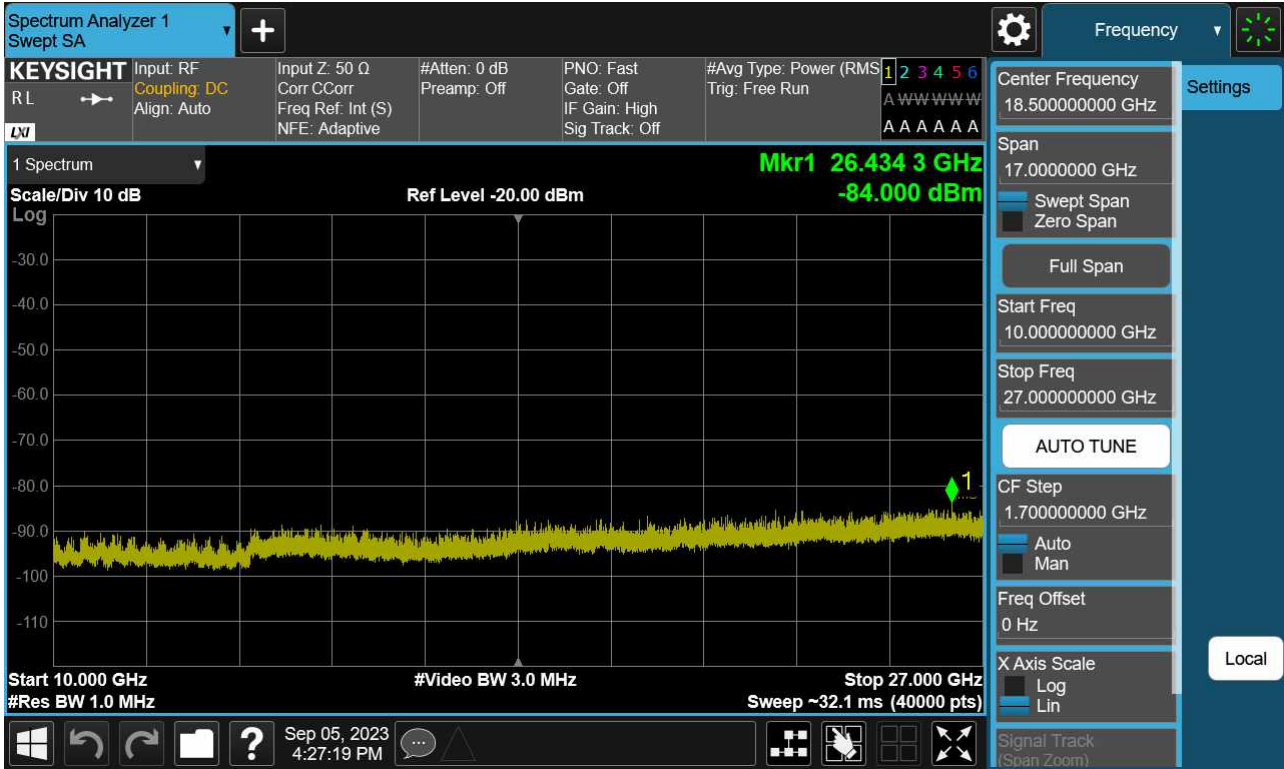 Spectrum Analyzer 1
Swept SA
Frequency
KEYSIGHT
R L
LXI
Input: RF
Coupling: DC
Align: Auto
Input Z: 50 Ω
Corr CCorr
Freq Ref: Int (S)
NFE: Adaptive
#Atten: 0 dB
Preamp: Off
PNO: Fast
Gate: Off
IF Gain: High
Sig Track: Off
#Avg Type: Power (RMS
Trig: Free Run
1 2 3 4 5 6
A W W W W W
A A A A A A
1 Spectrum
Mkr1 26.434 3 GHz
-84.000 dBm
Scale/Div 10 dB
Ref Level -20.00 dBm
Log
-30.0
-40.0
-50.0
-60.0
-70.0
-80.0
-90.0
-100
-110
1
Start 10.000 GHz
#Video BW 3.0 MHz
Stop 27.000 GHz
#Res BW 1.0 MHz
Sweep ~32.1 ms (40000 pts)
Center Frequency
18.500000000 GHz
Settings
Span
17.0000000 GHz
Swept Span
Zero Span
Full Span
Start Freq
10.000000000 GHz
Stop Freq
27.000000000 GHz
AUTO TUNE
CF Step
1.700000000 GHz
Auto
Man
Freq Offset
0 Hz
X Axis Scale
Log
Lin
Local
Signal Track
(Span Zoom)
?
Sep 05, 2023
4:27:19 PM